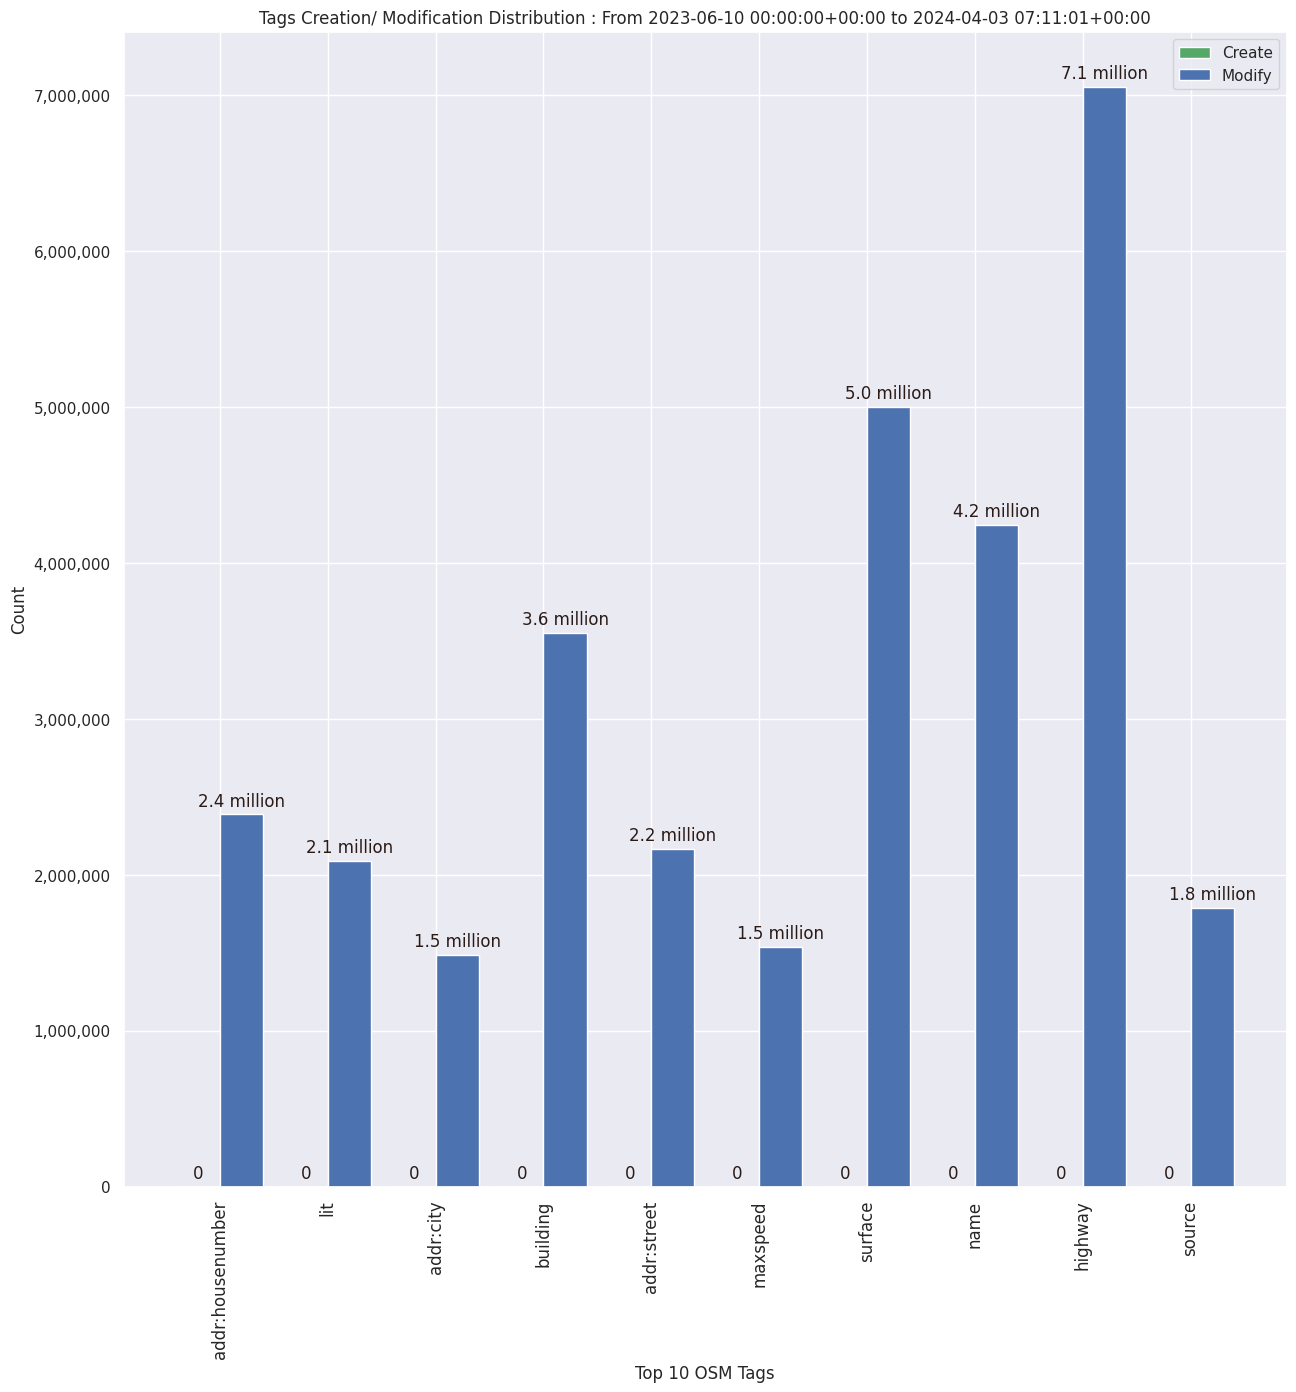 Tags Creation/ Modification Distribution : From 2023-06-10 00:00:00+00:00 to 2024-04-03 07:11:01+00:00
Create
Modify
7.1 million
7,000,000
6,000,000
5,000,000
4,000,000
3,000,000
2,000,000
1,000,000
0
Count
2.4 million
2.1 million
1.5 million
3.6 million
2.2 million
1.5 million
5.0 million
4.2 million
1.8 million
0
0
0
0
0
0
0
0
0
0
addr:housenumber
lit
addr:city
building
addr:street
maxspeed
surface
name
highway
source
Top 10 OSM Tags